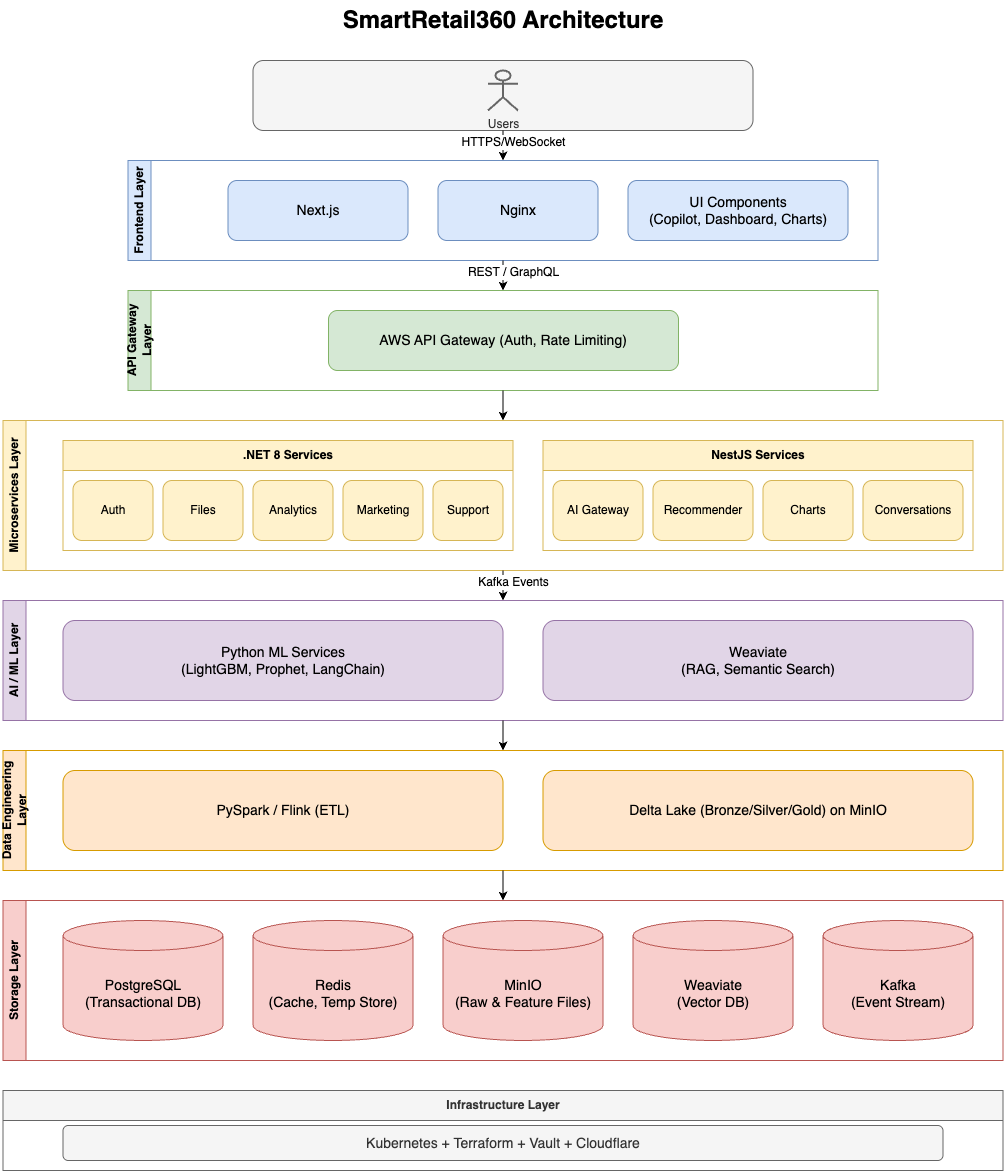 SmartRetail360 Architecture
Users
HTTPS/WebSocket
Frontend Layer
Next.js
Nginx
UI Components
(Copilot, Dashboard, Charts)
REST / GraphQL
API Gateway
Layer
AWS API Gateway (Auth, Rate Limiting)
Microservices Layer
.NET 8 Services
Auth
Files
Analytics
Marketing
Support
NestJS Services
AI Gateway
Recommender
Charts
Conversations
Kafka Events
AI / ML Layer
Python ML Services
(LightGBM, Prophet, LangChain)
Weaviate
(RAG, Semantic Search)
Data Engineering
Layer
PySpark / Flink (ETL)
Delta Lake (Bronze/Silver/Gold) on MinIO
Storage Layer
PostgreSQL
(Transactional DB)
Redis
(Cache, Temp Store)
MinIO
(Raw & Feature Files)
Weaviate
(Vector DB)
Kafka
(Event Stream)
Infrastructure Layer
Kubernetes + Terraform + Vault + Cloudflare